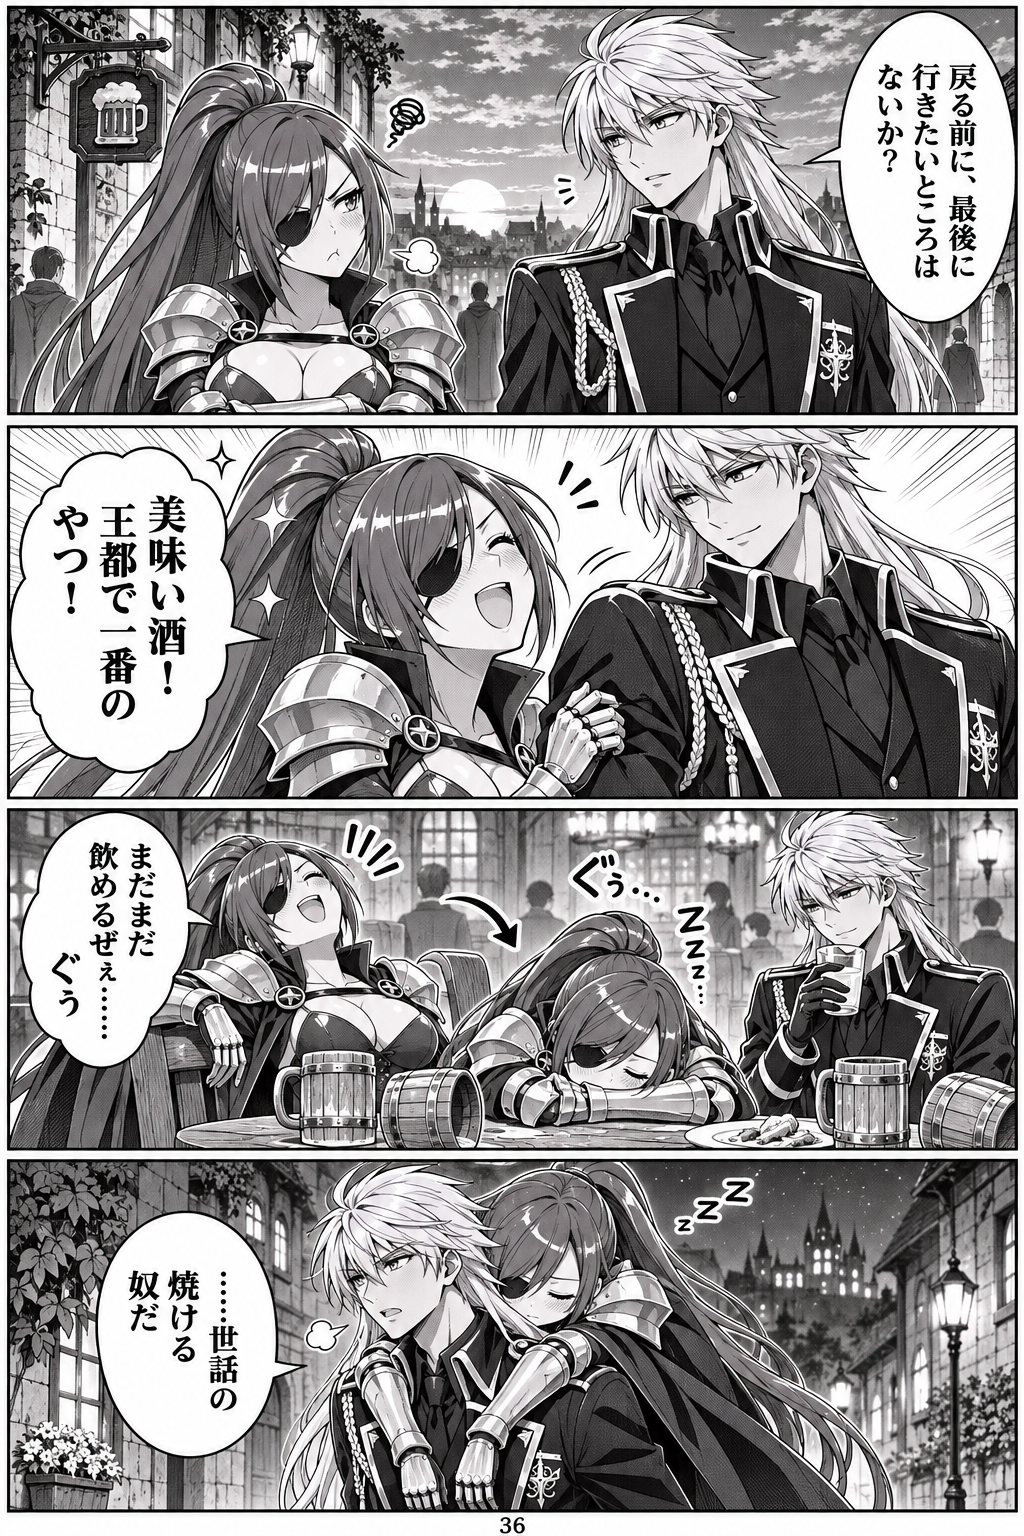 戻る前に、最後に
行きたいところは
ないか？
美味い酒！
王都で一番の
やつ！
まだまだ
飲めるぜぇ……
ぐぅ
ぐぅ…
ZZZ…
ZZZ
……世話の
焼ける
奴だ
36